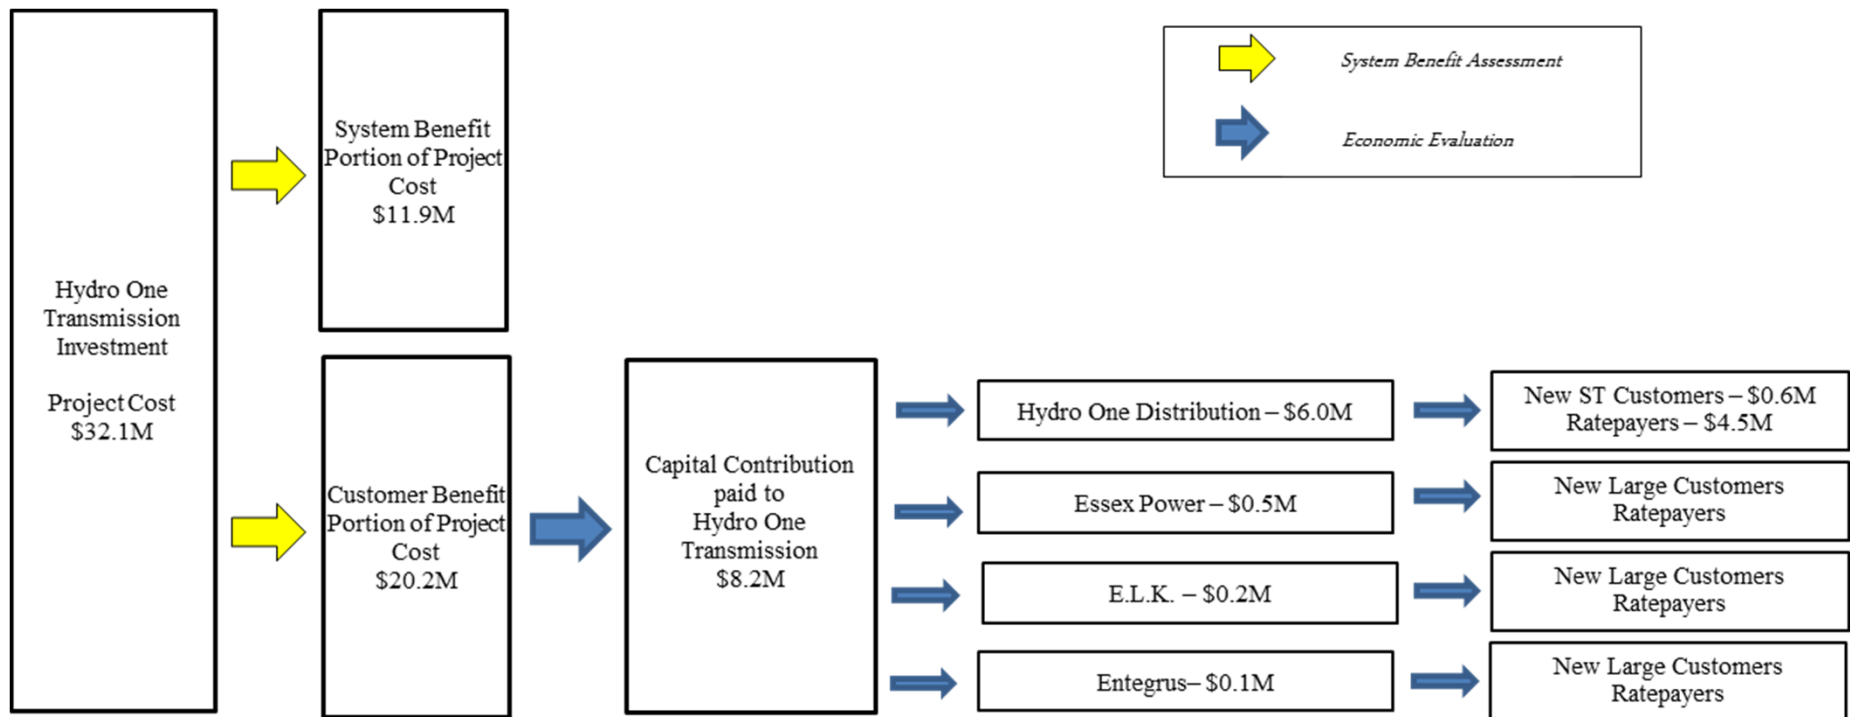 Hydro One
Transmission
Investment
Project Cost
$32.1M
System Benefit
Portion of Project
Cost
$11.9M
Customer Benefit
Portion of Project
Cost
$20.2M
Capital Contribution
paid to
Hydro One
Transmission
$8.2M
System Benefit Assessment
Economic Evaluation
Hydro One Distribution – $6.0M
New ST Customers – $0.6M
Ratepayers – $4.5M
Essex Power – $0.5M
New Large Customers
Ratepayers
E.L.K. – $0.2M
New Large Customers
Ratepayers
Entegrus– $0.1M
New Large Customers
Ratepayers